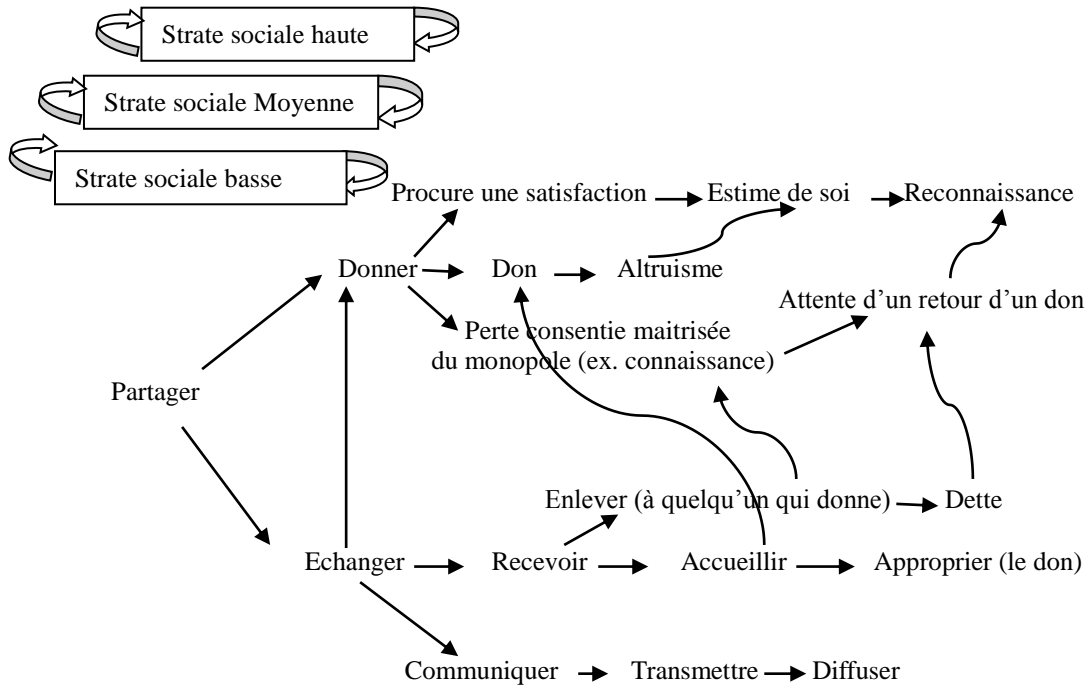 Strate sociale haute
Strate sociale Moyenne
Strate sociale basse
Procure une satisfaction Estime de soi Reconnaissance
Donner Don Altruisme
Attente d’un retour d’un don
Perte consentie maitrisée
du monopole (ex. connaissance)
Partager
Enlever (à quelqu’un qui donne) Dette
Echanger Recevoir Accueillir Approprier (le don)
Communiquer Transmettre Diffuser